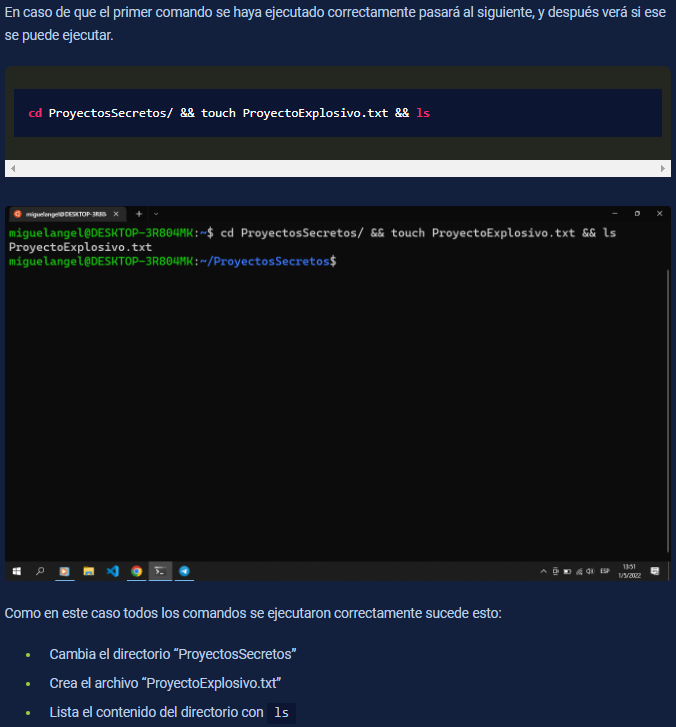 En caso de que el primer comando se haya ejecutado correctamente pasará al siguiente, y después verá si ese
se puede ejecutar.
cd ProyectosSecretos/ && touch ProyectoExplosivo.txt && ls
miguelangel@DESKTOP-3R804
miguelangel@DESKTOP-3R804MK:~$ cd ProyectosSecretos/ && touch ProyectoExplosivo.txt && ls
ProyectoExplosivo.txt
miguelangel@DESKTOP-3R804MK:~/ProyectosSecretos$
ESP
13:51
1/5/2022
Como en este caso todos los comandos se ejecutaron correctamente sucede esto:
• Cambia el directorio “ProyectosSecretos”
• Crea el archivo “ProyectoExplosivo.txt”
• Lista el contenido del directorio con ls